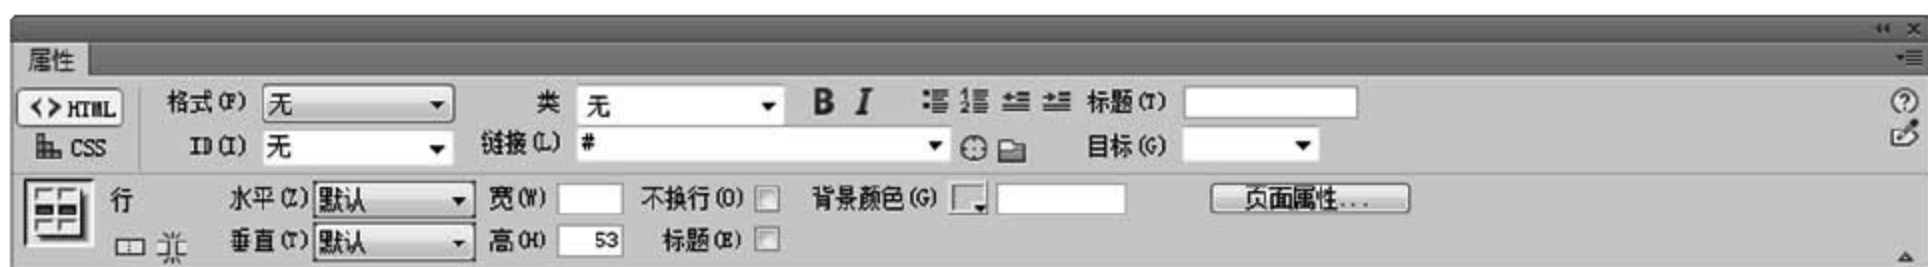 属性
<> HTML 格式(F) 无 类 无 B I 标题(T)
CSS ID(I) 无 链接(L) # 目标(G)
行 水平(Z) 默认 宽(W) 不换行(O) 背景颜色(G) 页面属性...
垂直(T) 默认 高(H) 53 标题(E)